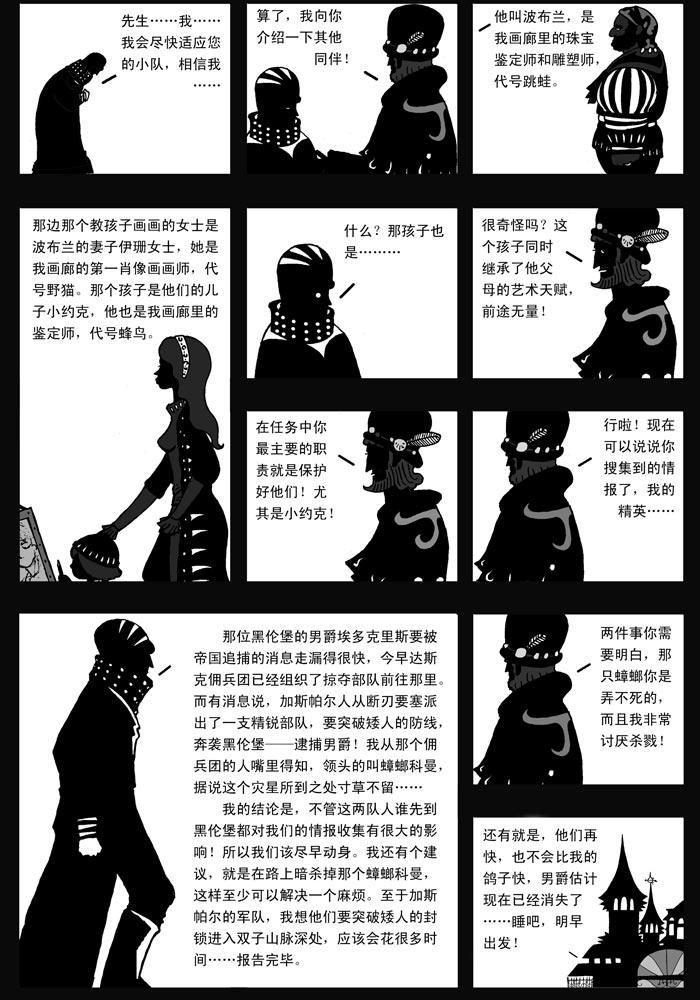 先生……我……
我会尽快适应您
的小队，相信我
……
算了，我向你
介绍一下其他
同伴！
他叫波布兰，是
我画廊里的珠宝
鉴定师和雕塑师，
代号跳蛙。
那边那个教孩子画画的女士是
波布兰的妻子伊珊女士，她是
我画廊的第一肖像画画师，代
号野猫。那个孩子是他们的儿
子小约克，他也是我画廊里的
鉴定师，代号蜂鸟。
什么？那孩子也
是………
很奇怪吗？这
个孩子同时
继承了他父
母的艺术天赋，
前途无量！
在任务中你
最主要的职
责就是保护
好他们！尤
其是小约克！
行啦！现在
可以说说你
搜集到的情
报了，我的
精英……
那位黑伦堡的男爵埃多克里斯要被
帝国追捕的消息走漏得很快，今早达斯
克佣兵团已经组织了掠夺部队前往那里。
而有消息说，加斯帕尔人从断刃要塞派
出了一支精锐部队，要突破矮人的防线，
奔袭黑伦堡——逮捕男爵！我从那个佣
兵团的人嘴里得知，领头的叫蟑螂科曼，
据说这个灾星所到之处寸草不留……
我的结论是，不管这两队人谁先到
黑伦堡都对我们的情报收集有很大的影
响！所以我们该尽早动身。我还有个建
议，就是在路上暗杀掉那个蟑螂科曼，
这样至少可以解决一个麻烦。至于加斯
帕尔的军队，我想他们要突破矮人的封
锁进入双子山脉深处，应该会花很多时
间……报告完毕。
两件事你需
要明白，那
只蟑螂你是
弄不死的，
而且我非常
讨厌杀戮！
还有就是，他们再
快，也不会比我的
鸽子快，男爵估计
现在已经消失了
……睡吧，明早
出发！